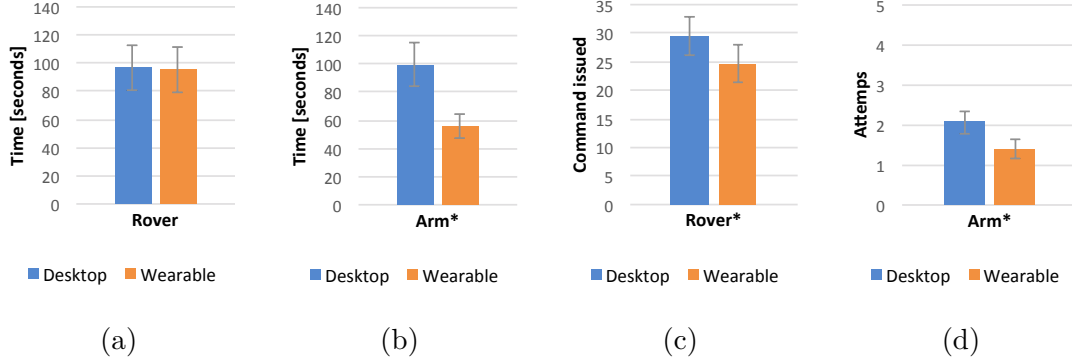 140
120
100
80
60
40
20
0
Time [seconds]
Rover
Desktop Wearable
(a)
140
120
100
80
60
40
20
0
Time [seconds]
Arm*
Desktop Wearable
(b)
35
30
25
20
15
10
5
0
Command issued
Rover*
Desktop Wearable
(c)
5
4
3
2
1
0
Attemps
Arm*
Desktop Wearable
(d)